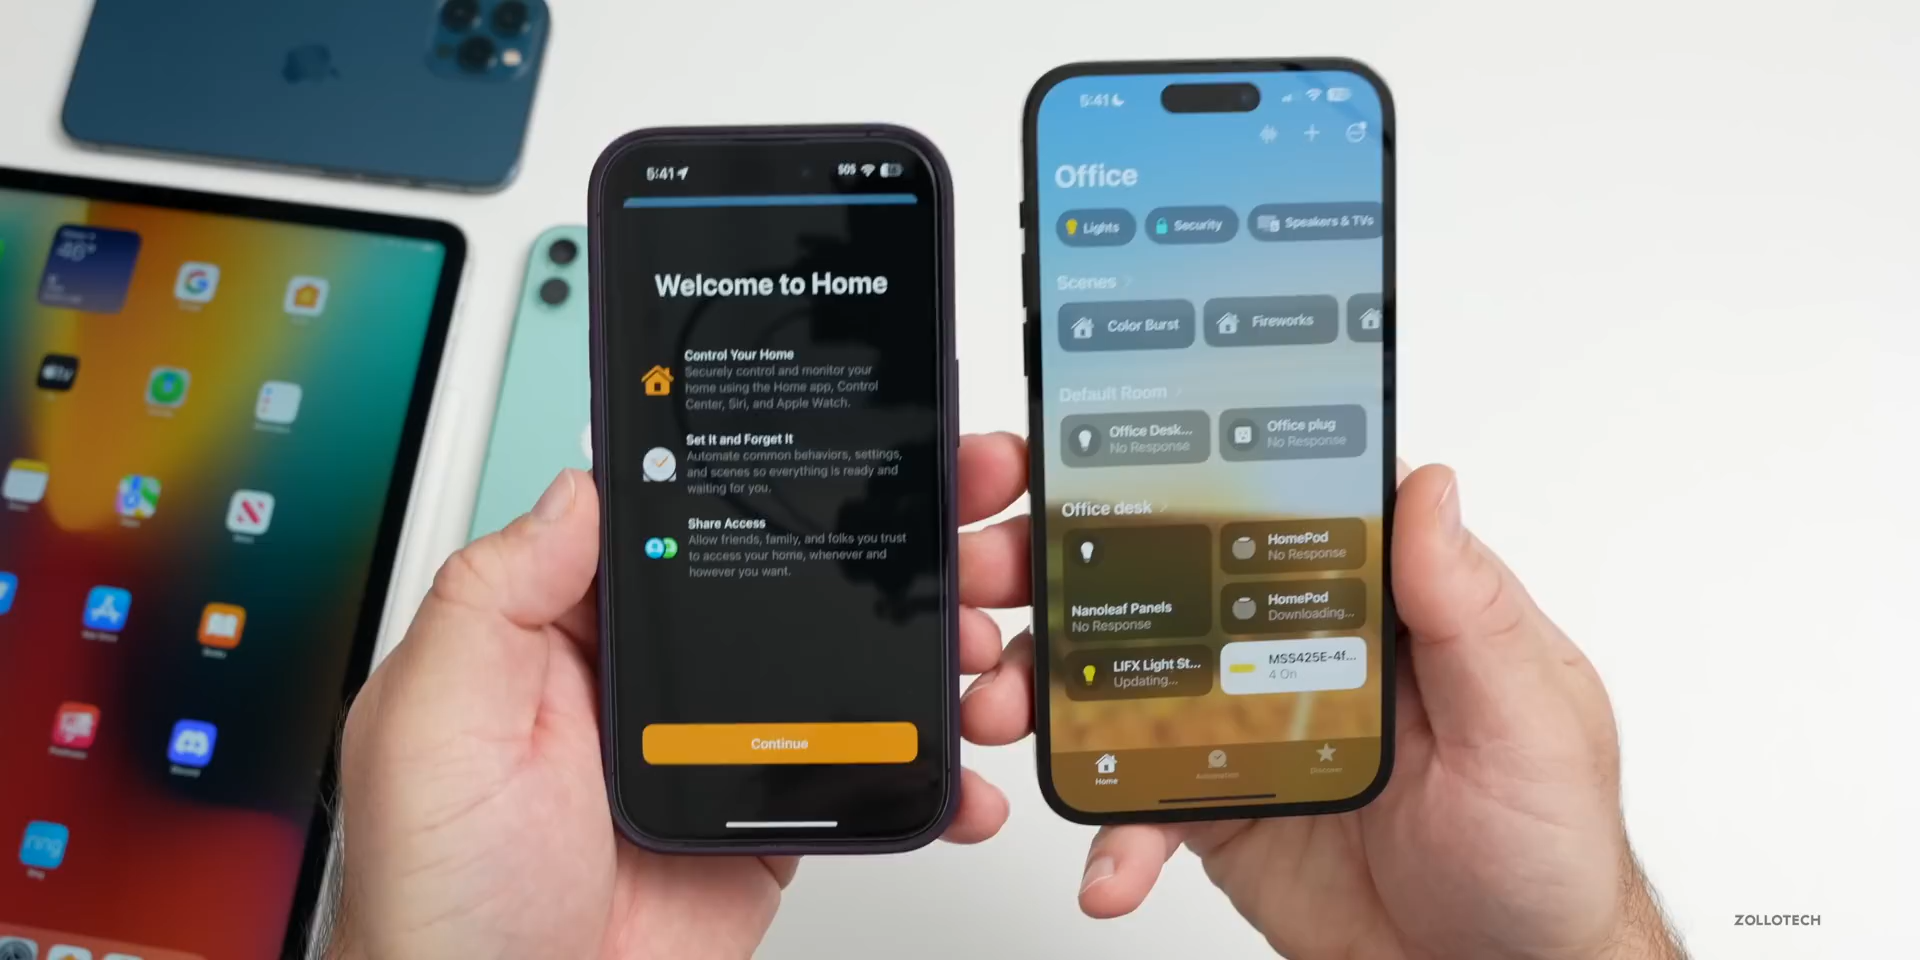 5:41
SOS
Welcome to Home
Control Your Home
Securely control and monitor your
home using the Home app, Control
Center, Siri, and Apple Watch.
Set It and Forget It
Automate common behaviors, settings,
and scenes so everything is ready and
waiting for you.
Share Access
Allow friends, family, and folks you trust
to access your home, whenever and
however you want.
Continue
5:41
Office
Lights
Security
Speakers & TVs
Scenes
Color Burst
Fireworks
Default Room
Office Desk...
No Response
Office plug
No Response
Office desk
Nanoleaf Panels
No Response
HomePod
No Response
HomePod
Downloading...
LIFX Light St...
Updating...
MSS425E-4f...
4 On
Home
Automation
Discover
ring
ZOLLOTECH